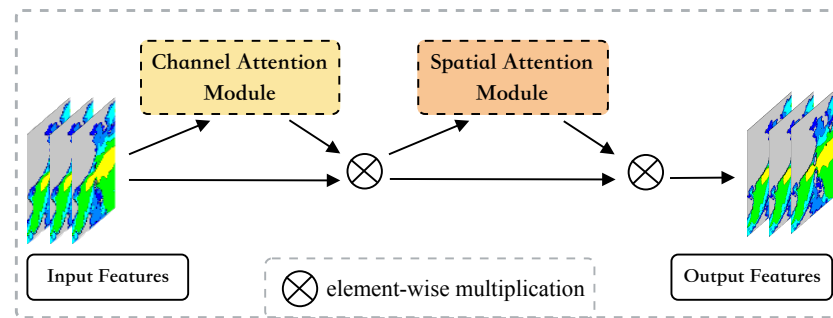 Channel Attention
Module
Spatial Attention
Module
Input Features
element-wise multiplication
Output Features